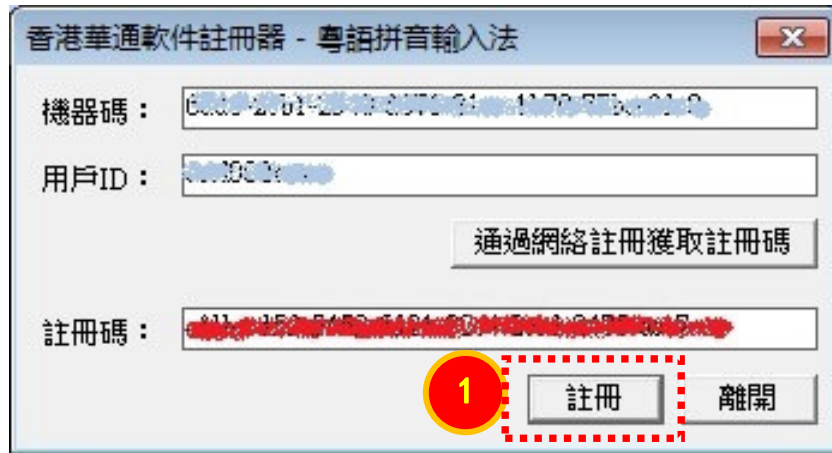 香港華通軟件註冊器 - 粵語拼音輸入法
機器碼：
用戶ID：
通過網絡註冊獲取註冊碼
註冊碼：
1 註冊 離開